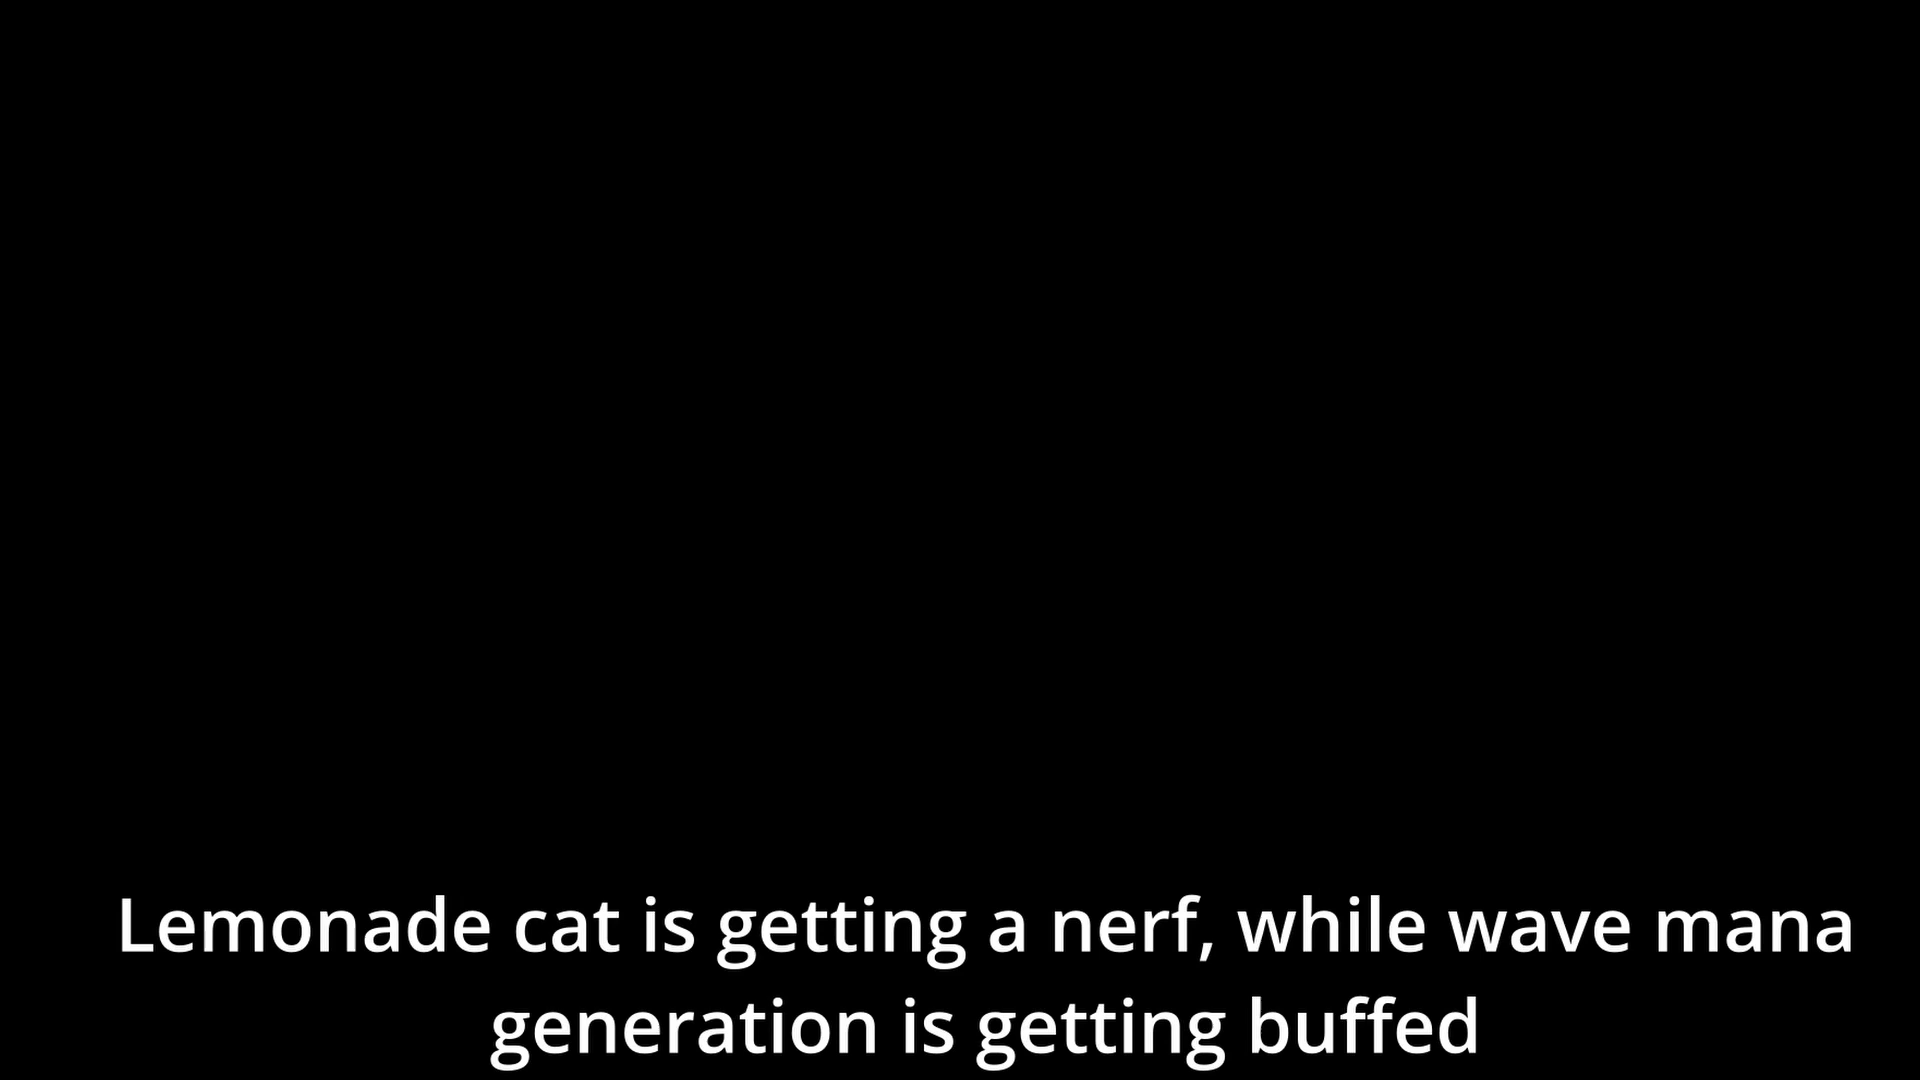 Lemonade cat is getting a nerf, while wave mana
generation is getting buffed